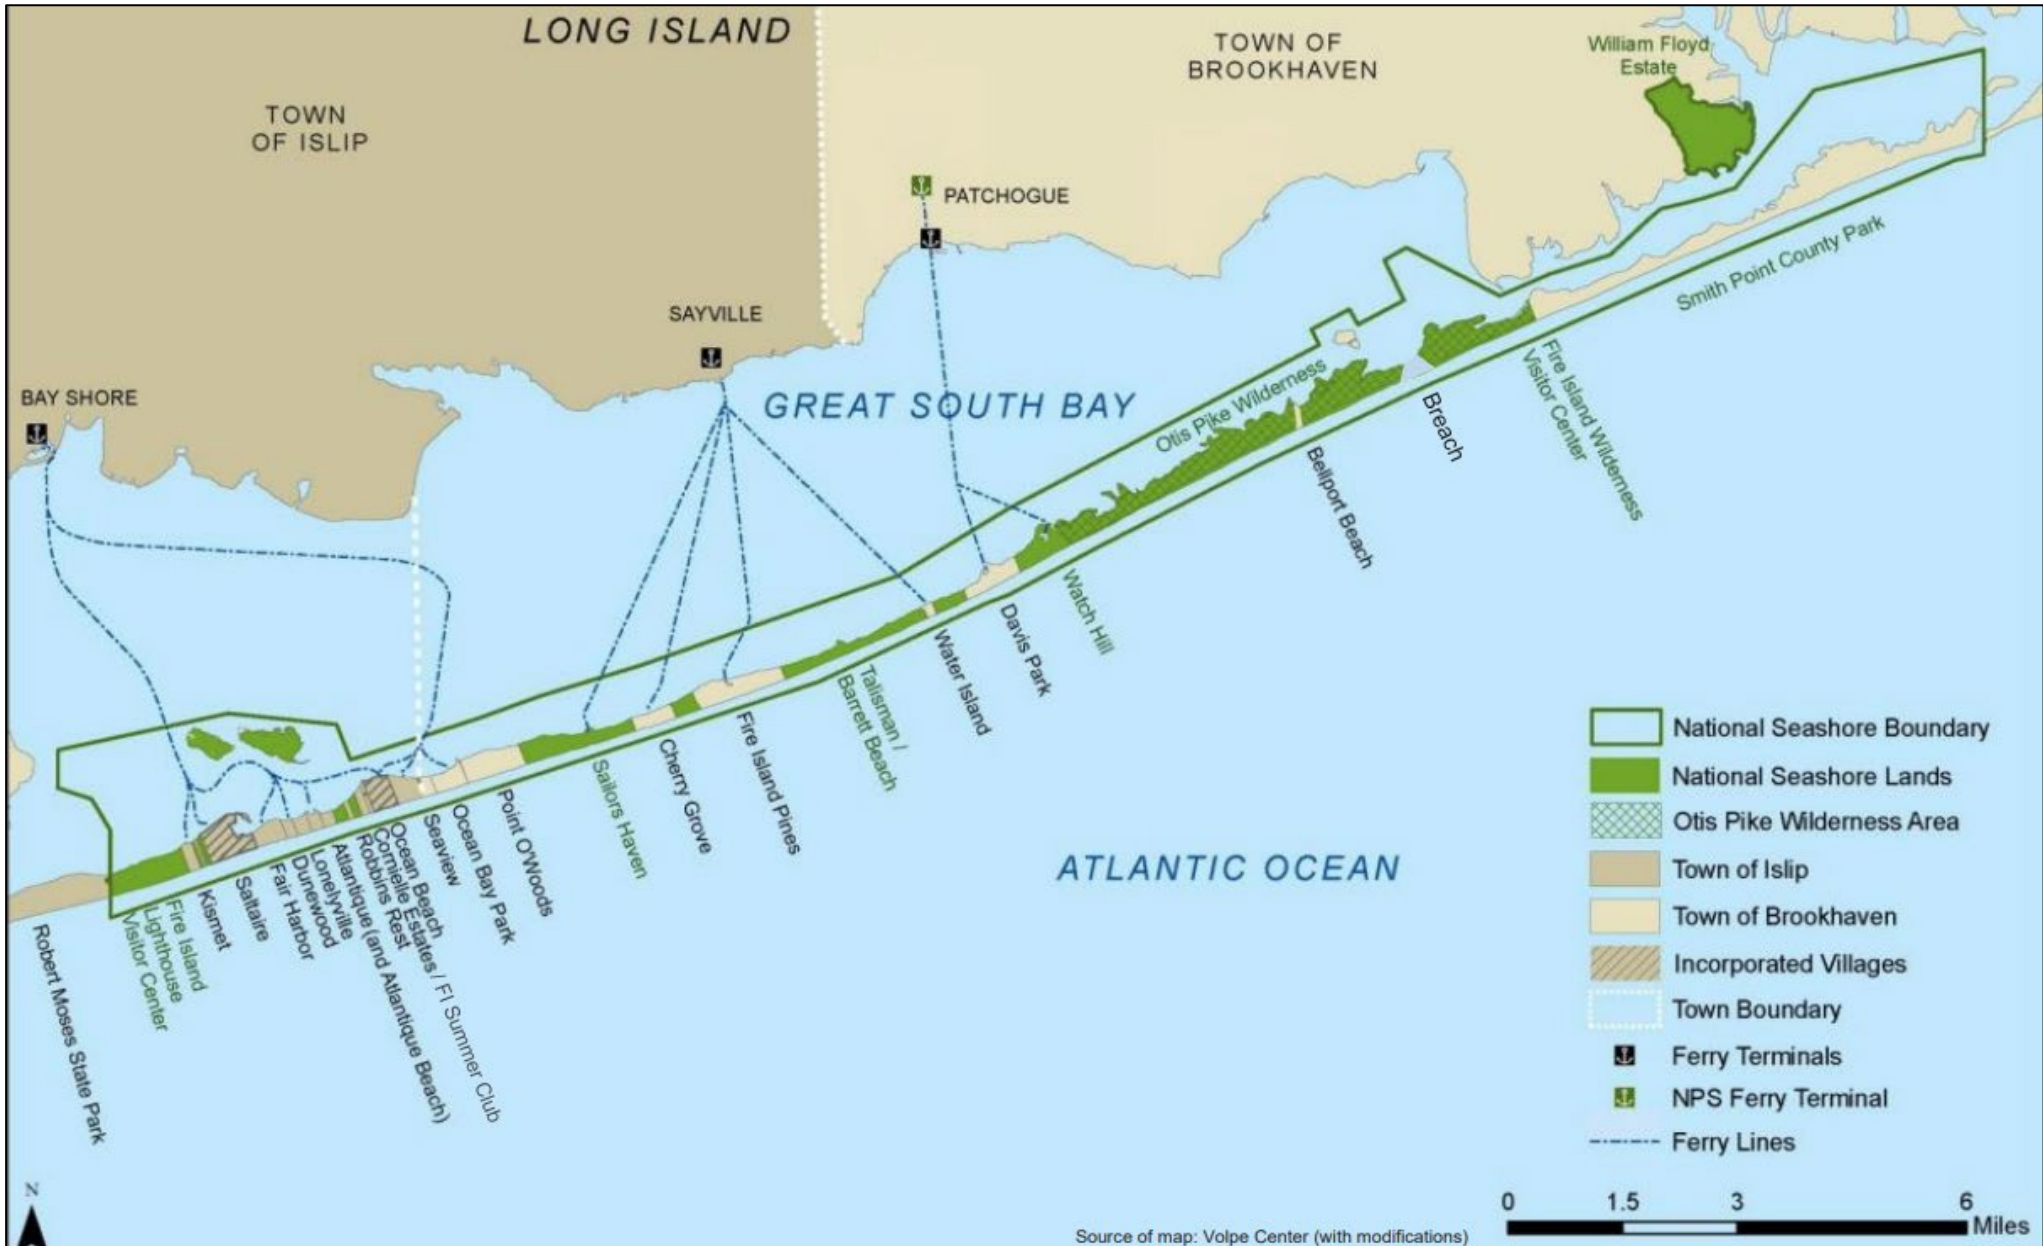 LONG ISLAND
TOWN OF
BROOKHAVEN
William Floyd
Estate
TOWN
OF ISLIP
PATCHOGUE
Smith Point County Park
SAYVILLE
BAY SHORE
GREAT SOUTH BAY
Otis Pike Wilderness
Breach
Fire Island Wilderness
Visitor Center
Bellport Beach
Watch Hill
Davis Park
Water Island
Talisman /
Barrett Beach
Fire Island Pines
Cherry Grove
Sailors Haven
Point O'Woods
Ocean Bay Park
Seaview
Ocean Beach
Cornielle Estates / FI Summer Club
Robins Rest
Atlantique (and Atlantique Beach)
Lonelyville
Dunewood
Fair Harbor
Saltaire
Kismet
Fire Island
Lighthouse
Visitor Center
Robert Moses State Park
ATLANTIC OCEAN
National Seashore Boundary
National Seashore Lands
Otis Pike Wilderness Area
Town of Islip
Town of Brookhaven
Incorporated Villages
Town Boundary
Ferry Terminals
NPS Ferry Terminal
Ferry Lines
N
0 1.5 3 6
Miles
Source of map: Volpe Center (with modifications)